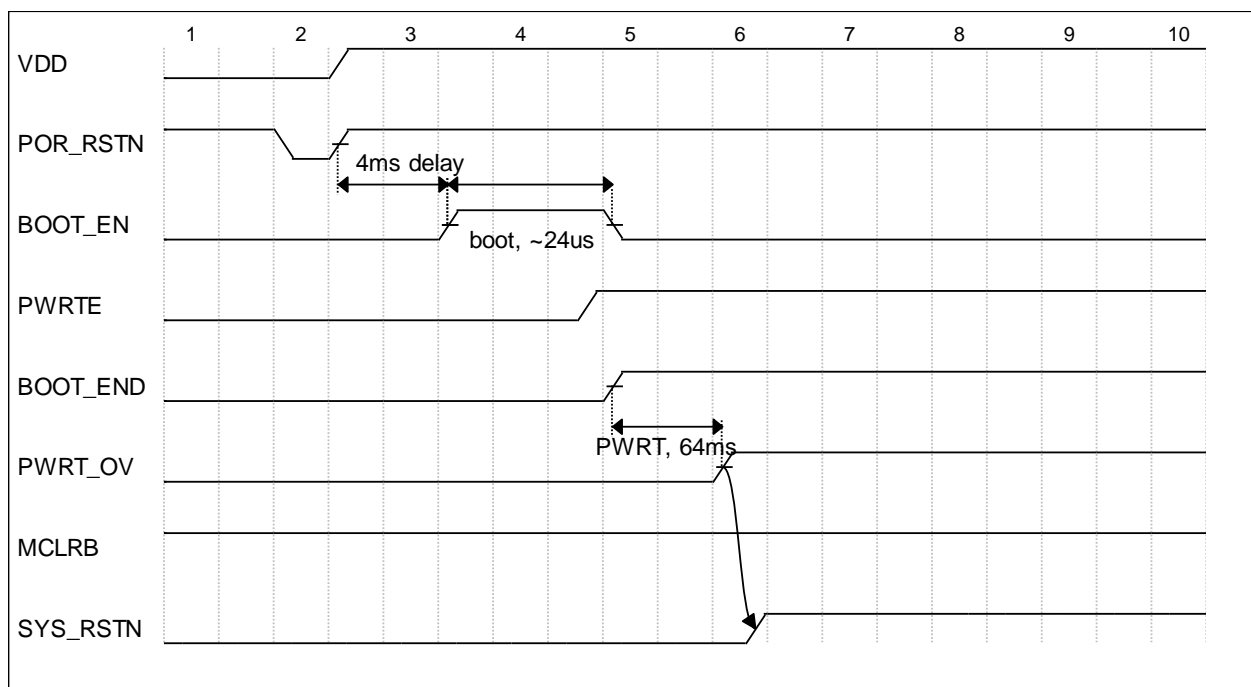 1 2 3 4 5 6 7 8 9 10
VDD
POR_RSTN
4ms delay
BOOT_EN
boot, ~24us
PWRTE
BOOT_END
PWRT, 64ms
PWRT_OV
MCLRB
SYS_RSTN